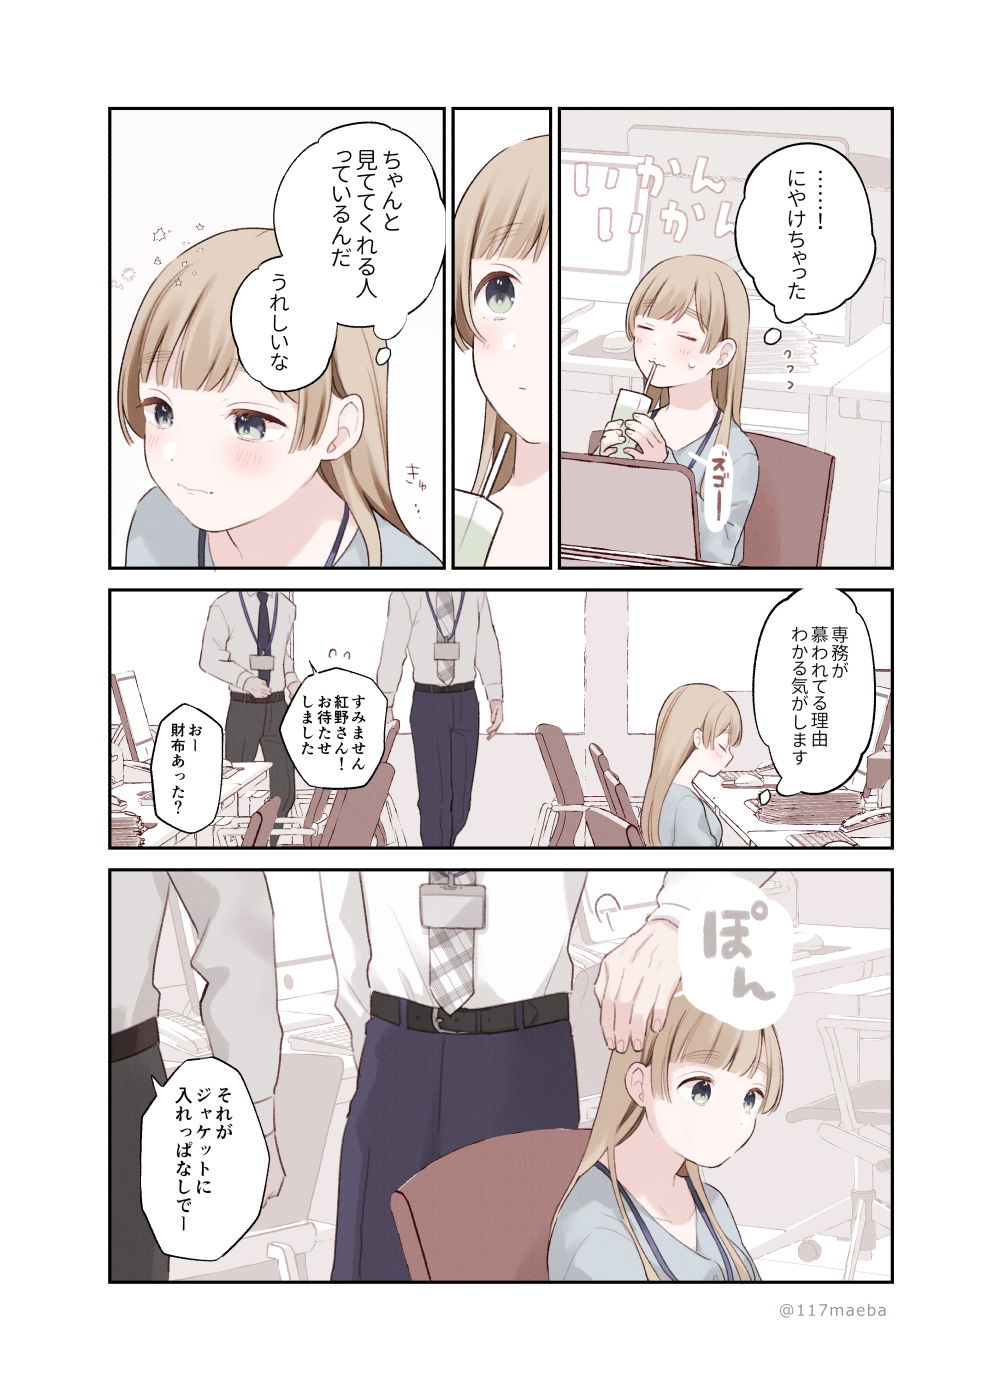 ……！
にやけちゃった
いかん
いかん
ズゴー
ちゃんと
見ててくれる人
っているんだ
うれしいな
きゅ
…
専務が
慕われてる理由
わかる気がします
すみません
紅野さん！
お待たせ
しました
おー
財布あった？
ぽん
それが
ジャケットに
入れっぱなしでー
@117maeba